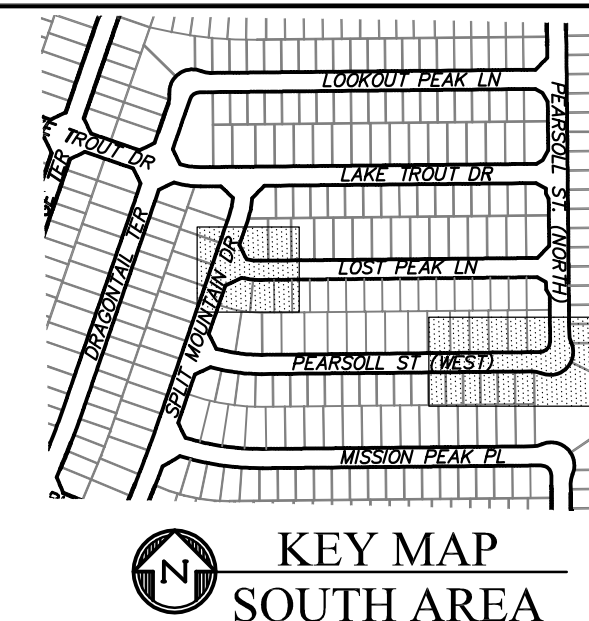 LOOKOUT PEAK LN
PEARSOLL ST. (NORTH)
TROUT DR
TER
LAKE TROUT DR
DRAGONTAIL TER
SPLIT MOUNTAIN DR
LOST PEAK LN
PEARSOLL ST (WEST)
MISSION PEAK PL
N
KEY MAP
SOUTH AREA